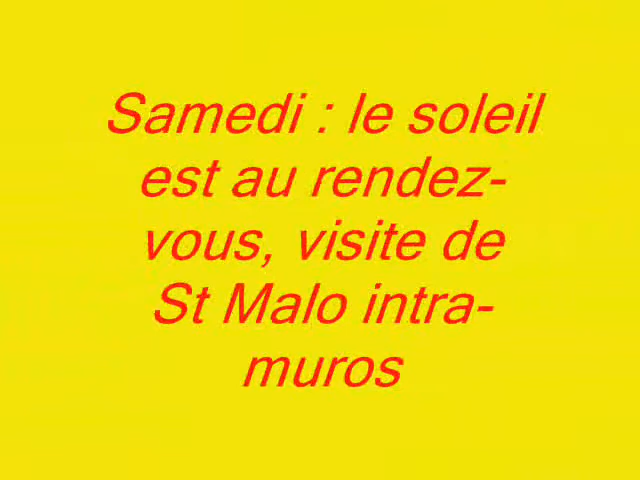 Samedi : le soleil
est au rendez-
vous, visite de
St Malo intra-
muros